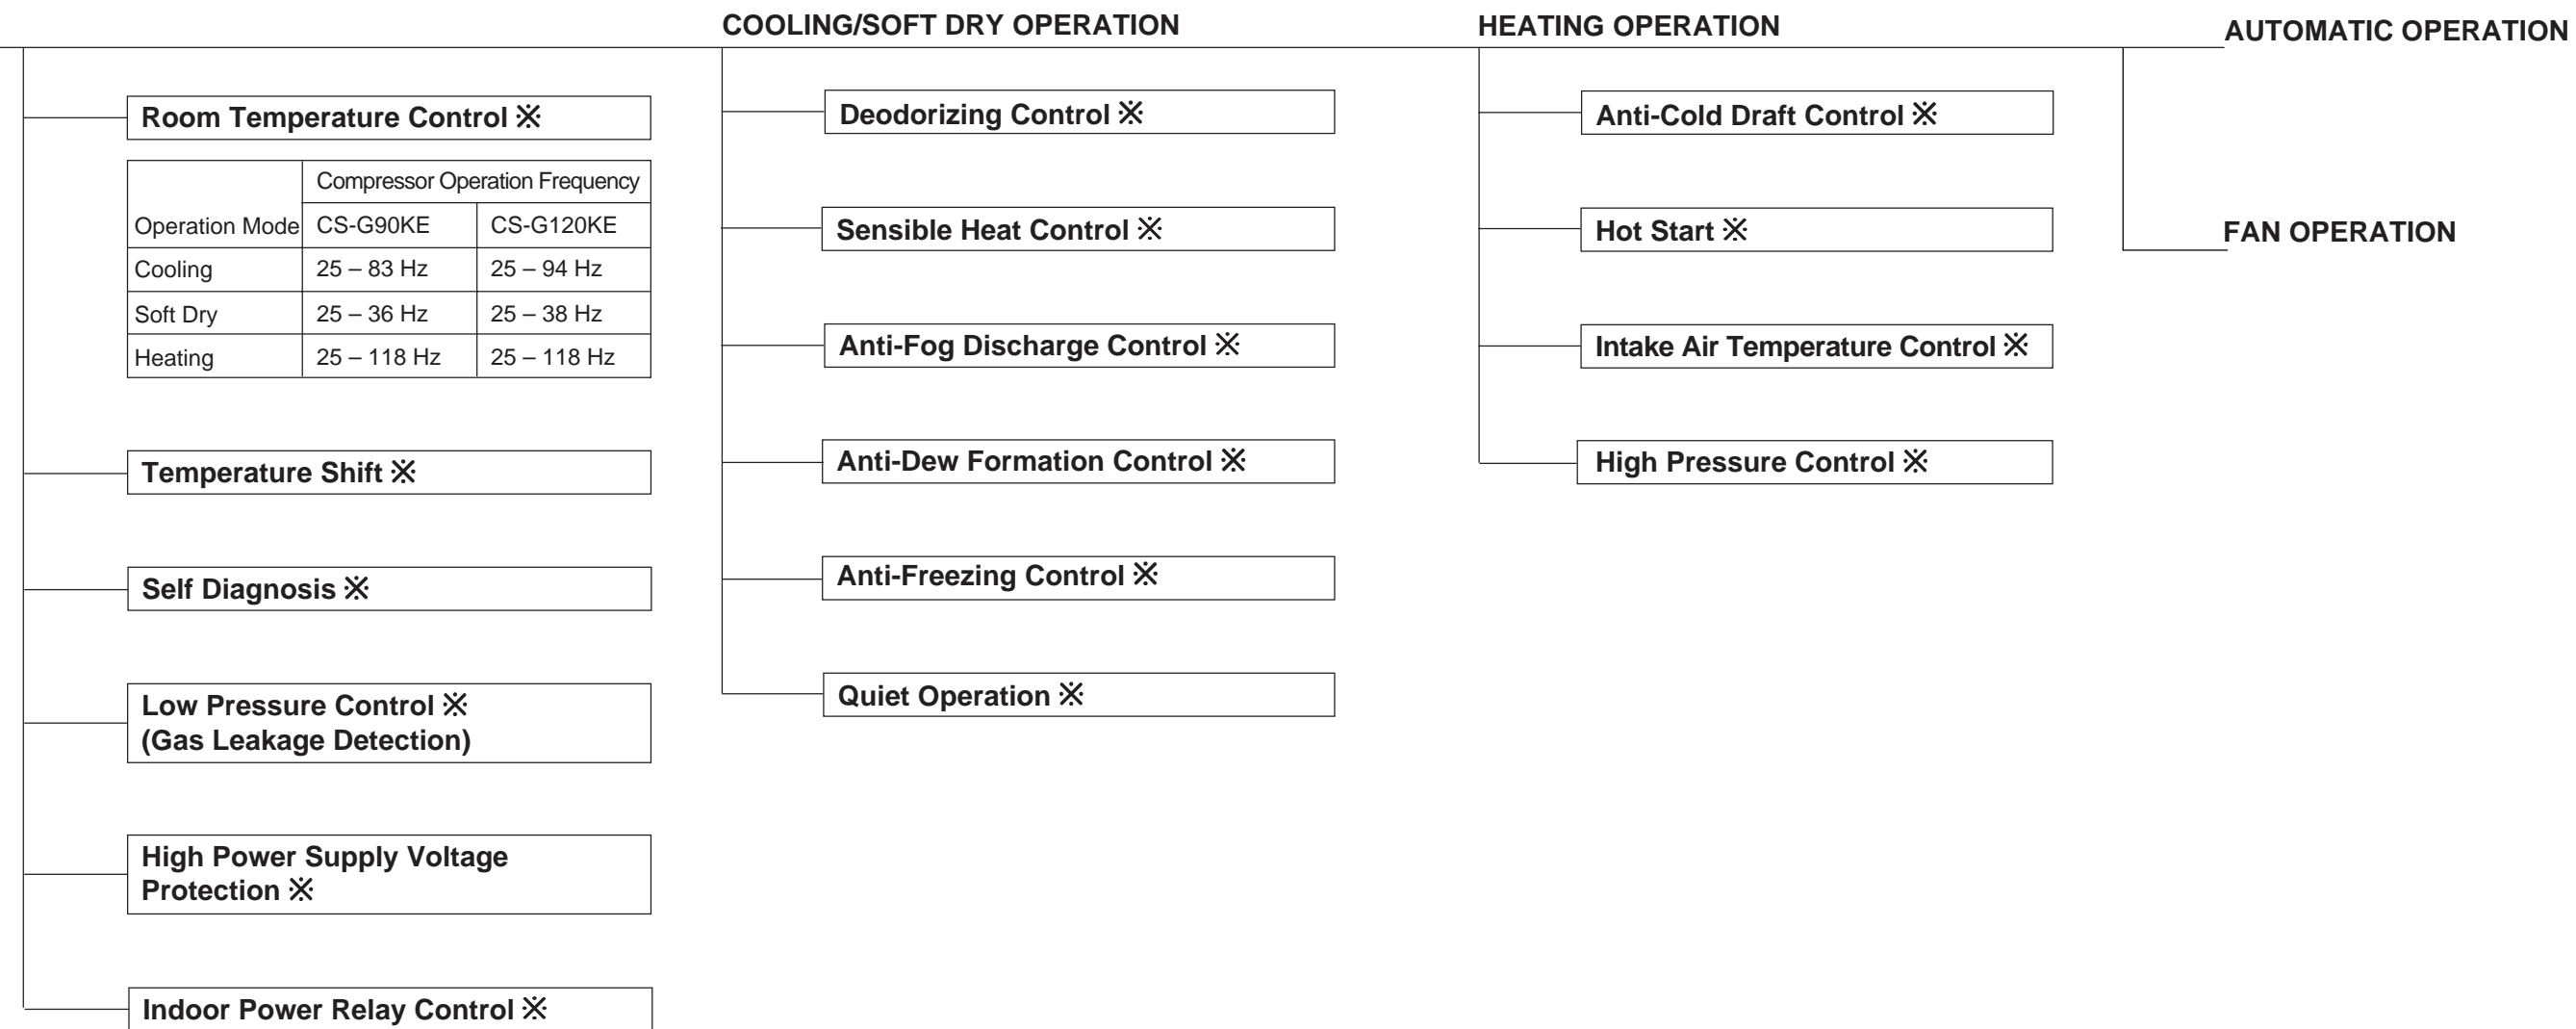 COOLING/SOFT DRY OPERATION
HEATING OPERATION
AUTOMATIC OPERATION
Room Temperature Control ※
Compressor Operation Frequency
Operation Mode CS-G90KE CS-G120KE
Cooling 25 – 83 Hz 25 – 94 Hz
Soft Dry 25 – 36 Hz 25 – 38 Hz
Heating 25 – 118 Hz 25 – 118 Hz
Temperature Shift ※
Self Diagnosis ※
Low Pressure Control ※
(Gas Leakage Detection)
High Power Supply Voltage
Protection ※
Indoor Power Relay Control ※
Deodorizing Control ※
Sensible Heat Control ※
Anti-Fog Discharge Control ※
Anti-Dew Formation Control ※
Anti-Freezing Control ※
Quiet Operation ※
Anti-Cold Draft Control ※
Hot Start ※
Intake Air Temperature Control ※
High Pressure Control ※
FAN OPERATION